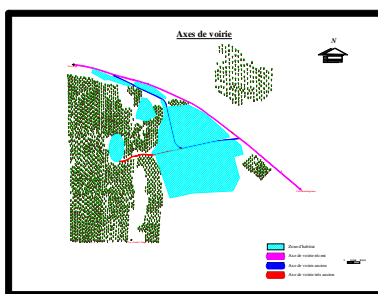 Axes de voirie
N
Zone d'habitat
Axe de voirie récent
Axe de voirie ancien
Axe de voirie très ancien